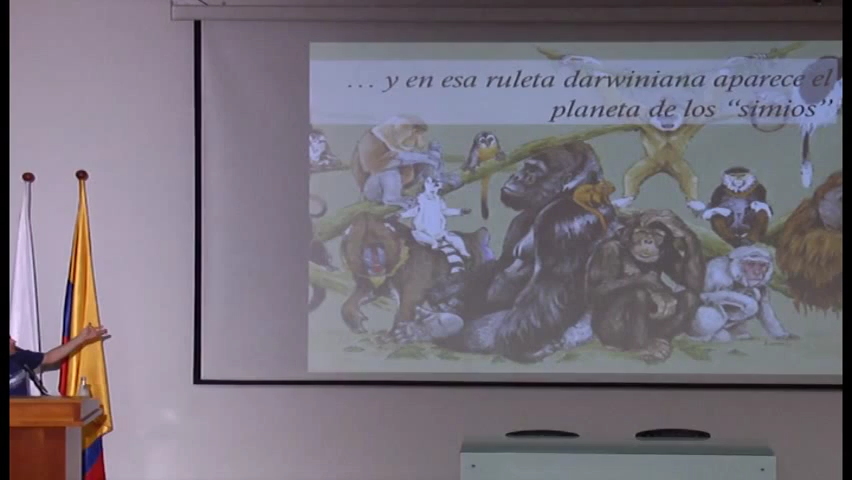 … y en esa ruleta darwiniana aparece el
planeta de los “simios”